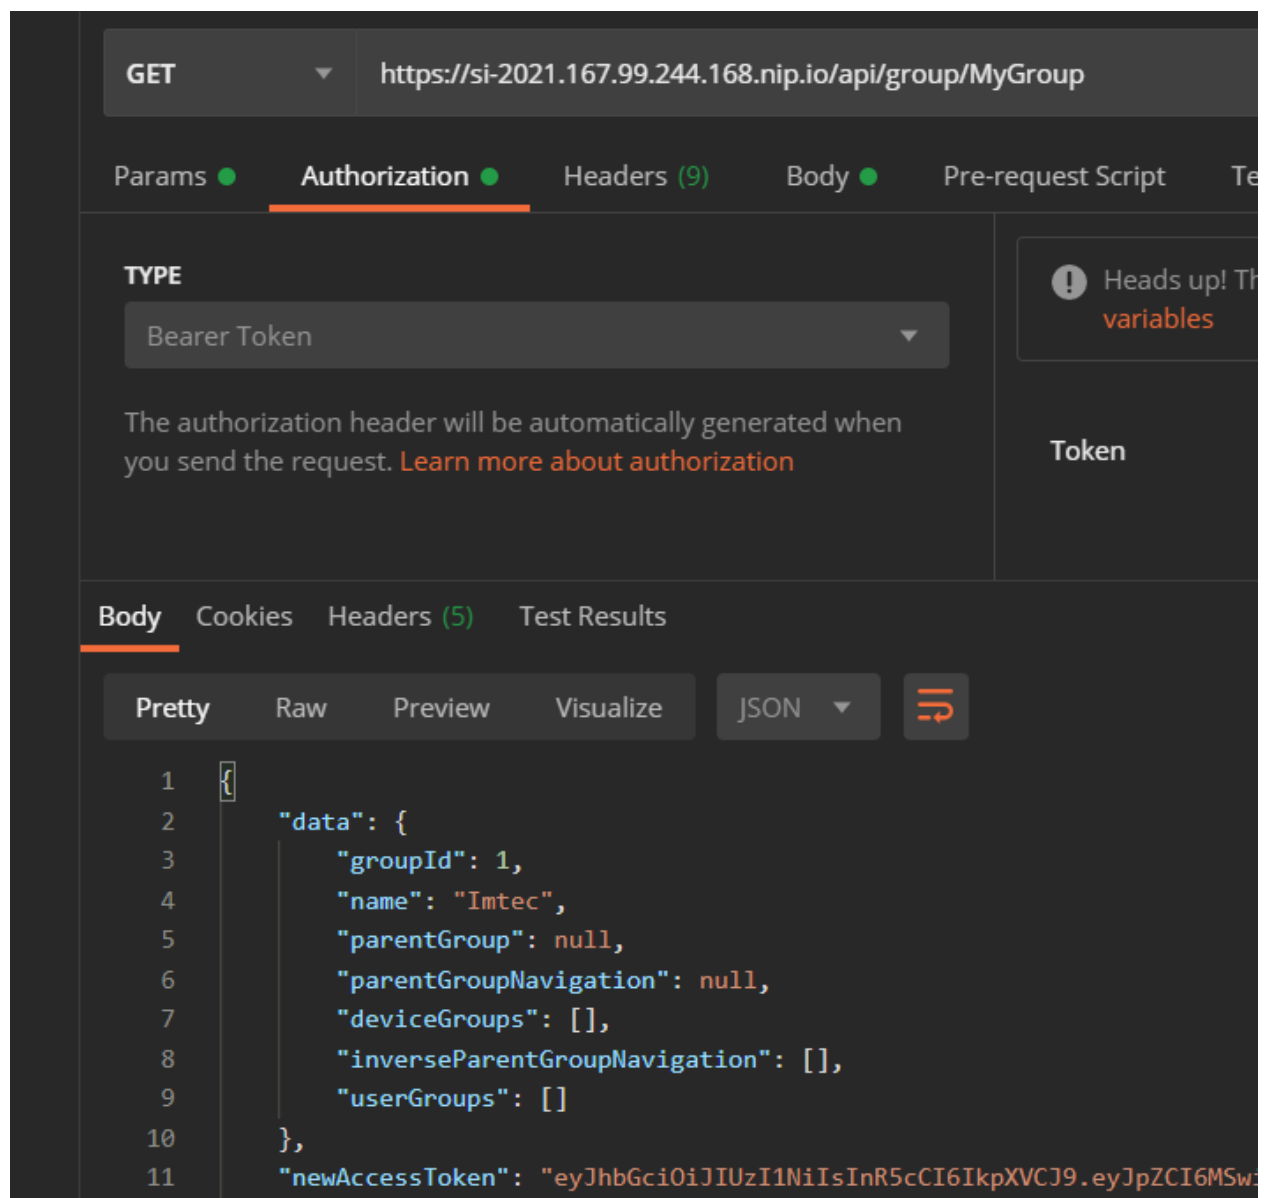 GET https://si-2021.167.99.244.168.nip.io/api/group/MyGroup
Params Authorization Headers (9) Body Pre-request Script Te
TYPE
Bearer Token
The authorization header will be automatically generated when
you send the request. Learn more about authorization
Heads up! Th
variables
Token
Body Cookies Headers (5) Test Results
Pretty Raw Preview Visualize JSON
1 {
2 "data": {
3 "groupId": 1,
4 "name": "Imtec",
5 "parentGroup": null,
6 "parentGroupNavigation": null,
7 "deviceGroups": [],
8 "inverseParentGroupNavigation": [],
9 "userGroups": []
10 },
11 "newAccessToken": "eyJhbGciOiJIUzI1NiIsInR5cCI6IkpXVCJ9.eyJpZCI6MSwi